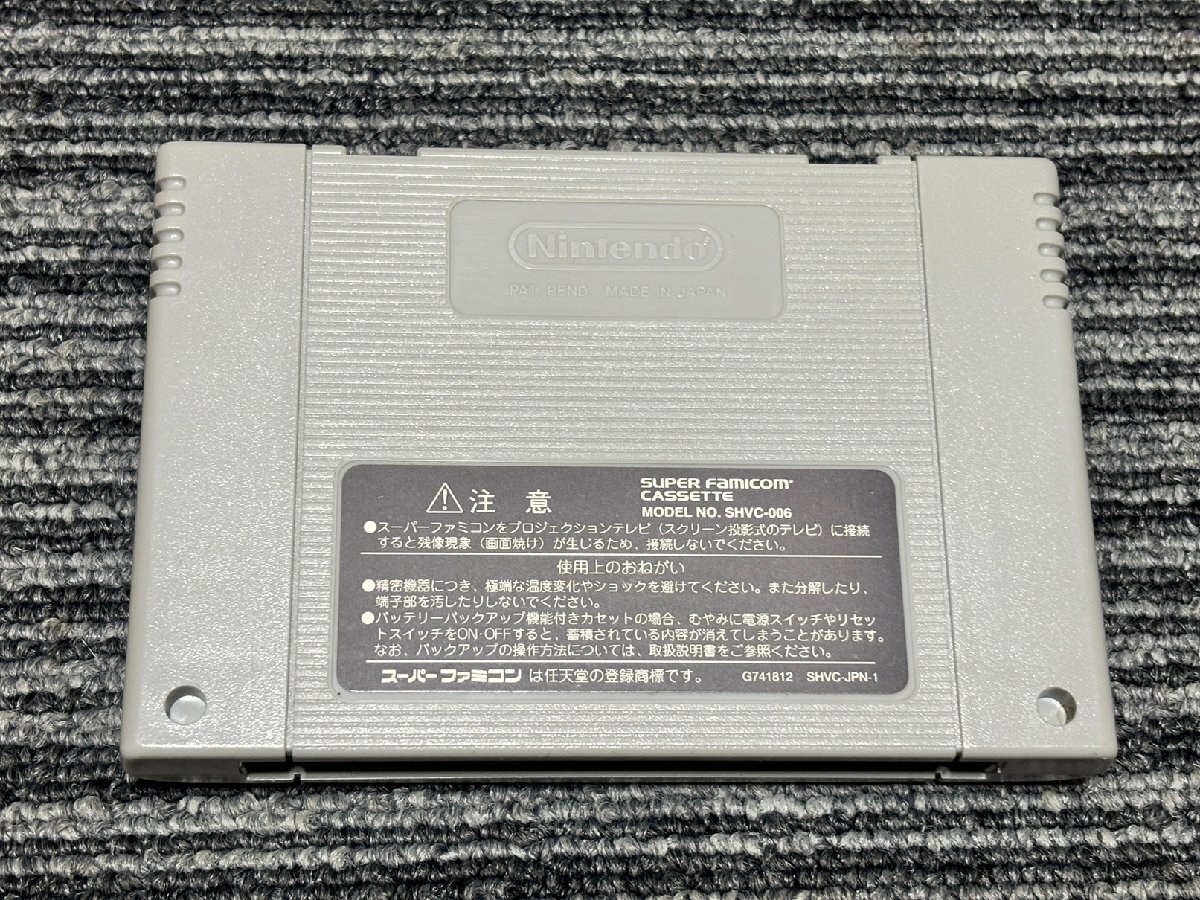 Nintendo
PAT. PEND. MADE IN JAPAN
注意
SUPER FAMICOM
CASSETTE
MODEL NO. SHVC-006
●スーパーファミコンをプロジェクションテレビ（スクリーン投影式のテレビ）に接続
すると残像現象（画面焼け）が生じるため、接続しないでください。
使用上のおねがい
●精密機器につき、極端な温度変化やショックを避けてください。また分解したり、
端子部を汚したりしないでください。
●バッテリーバックアップ機能付きカセットの場合、むやみに電源スイッチやリセッ
トスイッチをON・OFFすると、蓄積されている内容が消えてしまうことがあります。
なお、バックアップの操作方法については、取扱説明書をご参照ください。
スーパーファミコン は任天堂の登録商標です。 G741812 SHVC-JPN-1